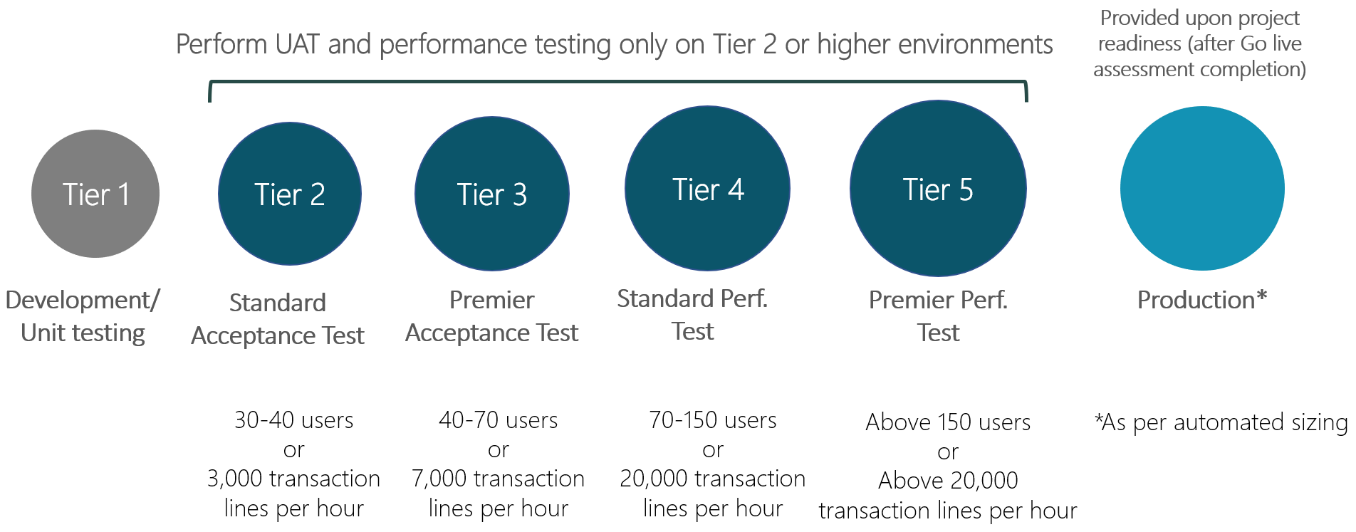 Perform UAT and performance testing only on Tier 2 or higher environments
Provided upon project
readiness (after Go live
assessment completion)
Tier 1
Tier 2
Tier 3
Tier 4
Tier 5
Development/
Unit testing
Standard
Acceptance Test
Premier
Acceptance Test
Standard Perf.
Test
Premier Perf.
Test
Production*
30-40 users
or
3,000 transaction
lines per hour
40-70 users
or
7,000 transaction
lines per hour
70-150 users
or
20,000 transaction
lines per hour
Above 150 users
or
Above 20,000
transaction lines per hour
*As per automated sizing